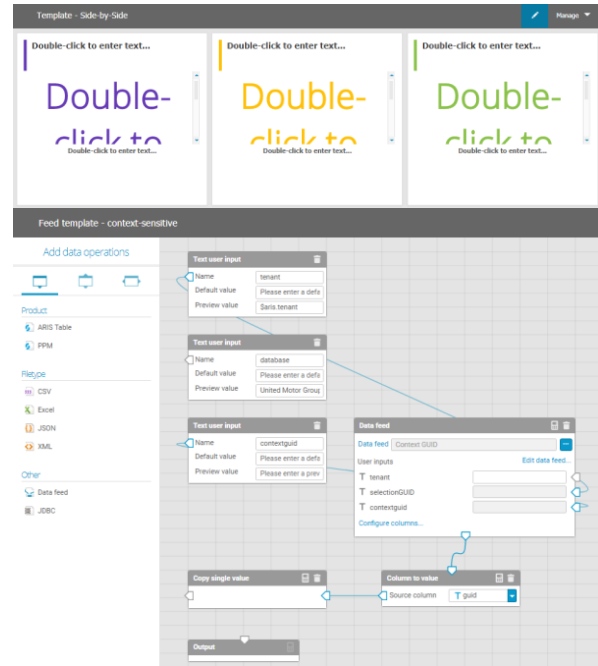 Template - Side-by-Side
Manage
Double-click to enter text...
Double-click to enter text...
Double-click to enter text...
Double-
click to
Double-
click to
Double-
click to
Double-click to enter text...
Double-click to enter text...
Double-click to enter text...
Feed template - context-sensitive
Add data operations
Product
ARIS Table
PPM
Filetype
CSV
Excel
JSON
XML
Other
Data feed
JDBC
Text user input
Name tenant
Default value Please enter a defa
Preview value $aris.tenant
Text user input
Name database
Default value Please enter a defa
Preview value United Motor Group
Text user input
Name contextguid
Default value Please enter a defa
Preview value Please enter a prev
Data feed
Data feed Context GUID
User inputs Edit data feed...
T tenant
T selectionGUID
T contextguid
Configure columns...
Copy single value
Column to value
Source column T guid
Output